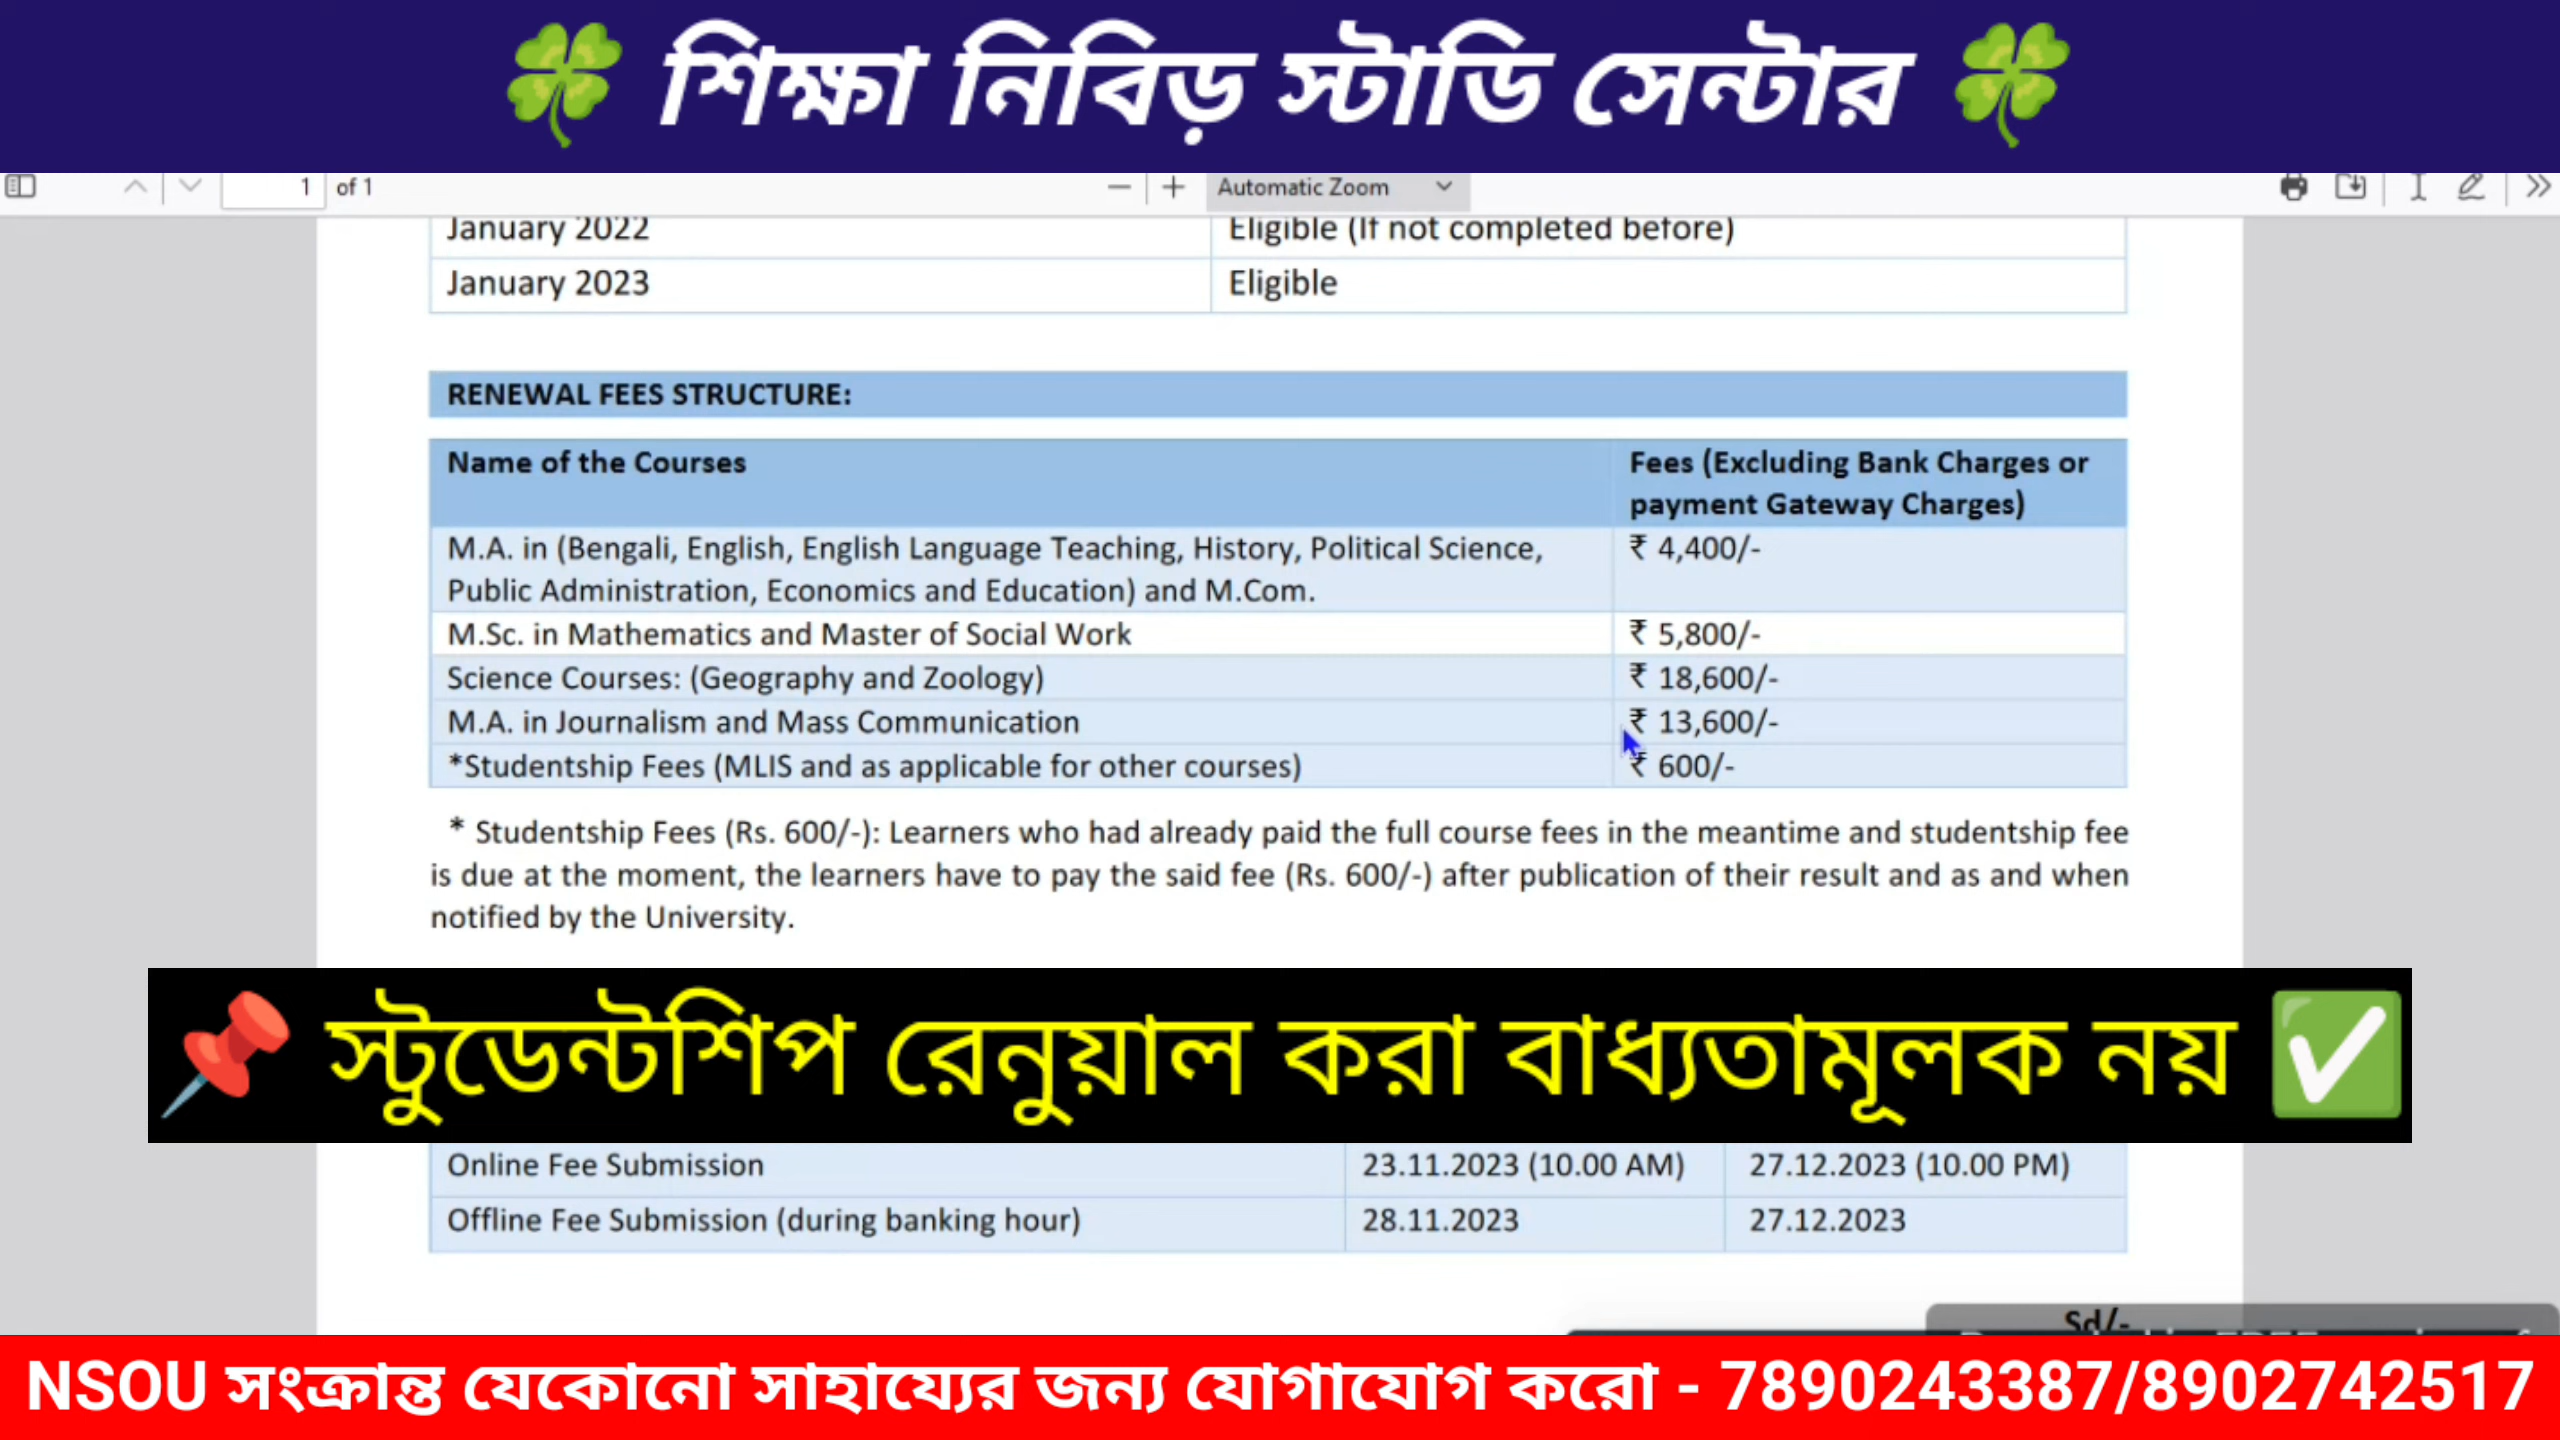 শিক্ষা নিবিড় স্টাডি সেন্টার
1 of 1
Automatic Zoom
January 2022 Eligible (If not completed before)
January 2023 Eligible
RENEWAL FEES STRUCTURE:
Name of the Courses Fees (Excluding Bank Charges or
payment Gateway Charges)
M.A. in (Bengali, English, English Language Teaching, History, Political Science, ₹ 4,400/-
Public Administration, Economics and Education) and M.Com.
M.Sc. in Mathematics and Master of Social Work ₹ 5,800/-
Science Courses: (Geography and Zoology) ₹ 18,600/-
M.A. in Journalism and Mass Communication ₹ 13,600/-
*Studentship Fees (MLIS and as applicable for other courses) ₹ 600/-
* Studentship Fees (Rs. 600/-): Learners who had already paid the full course fees in the meantime and studentship fee
is due at the moment, the learners have to pay the said fee (Rs. 600/-) after publication of their result and as and when
notified by the University.
স্টুডেন্টশিপ রেনুয়াল করা বাধ্যতামূলক নয়
Online Fee Submission 23.11.2023 (10.00 AM) 27.12.2023 (10.00 PM)
Offline Fee Submission (during banking hour) 28.11.2023 27.12.2023
Sd/-
NSOU সংক্রান্ত যেকোনো সাহায্যের জন্য যোগাযোগ করো - 7890243387/8902742517